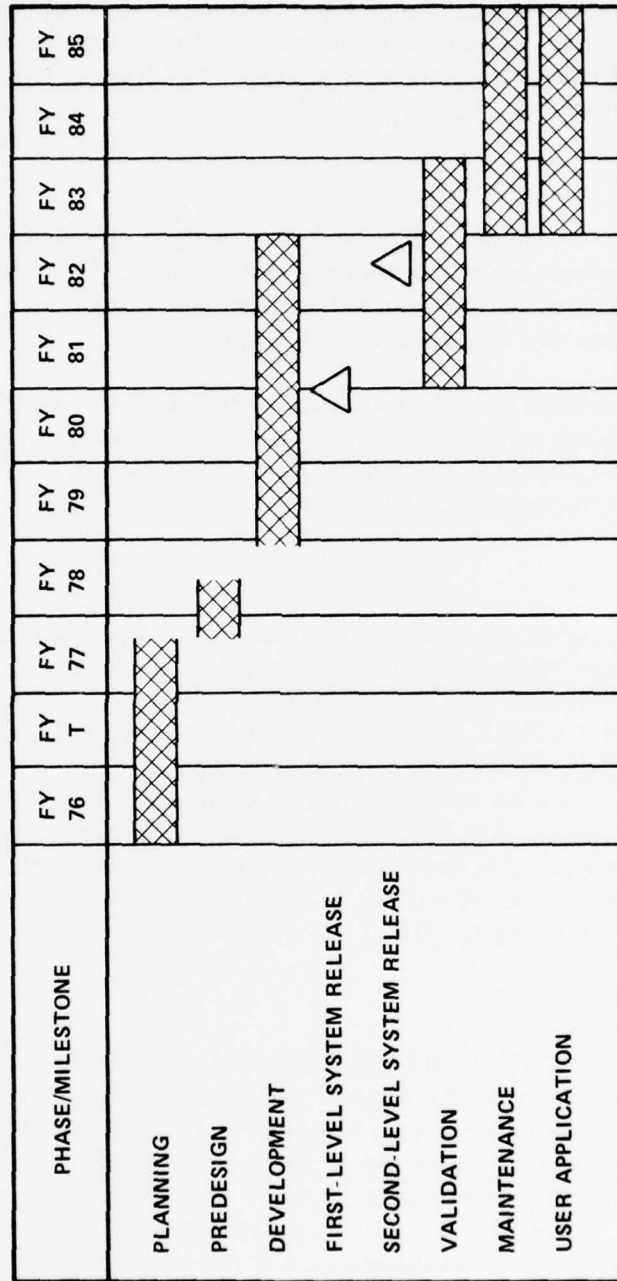 PHASE/MILESTONE
FY 76
FY T
FY 77
FY 78
FY 79
FY 80
FY 81
FY 82
FY 83
FY 84
FY 85
PLANNING
PREDESIGN
DEVELOPMENT
FIRST-LEVEL SYSTEM RELEASE
SECOND-LEVEL SYSTEM RELEASE
VALIDATION
MAINTENANCE
USER APPLICATION